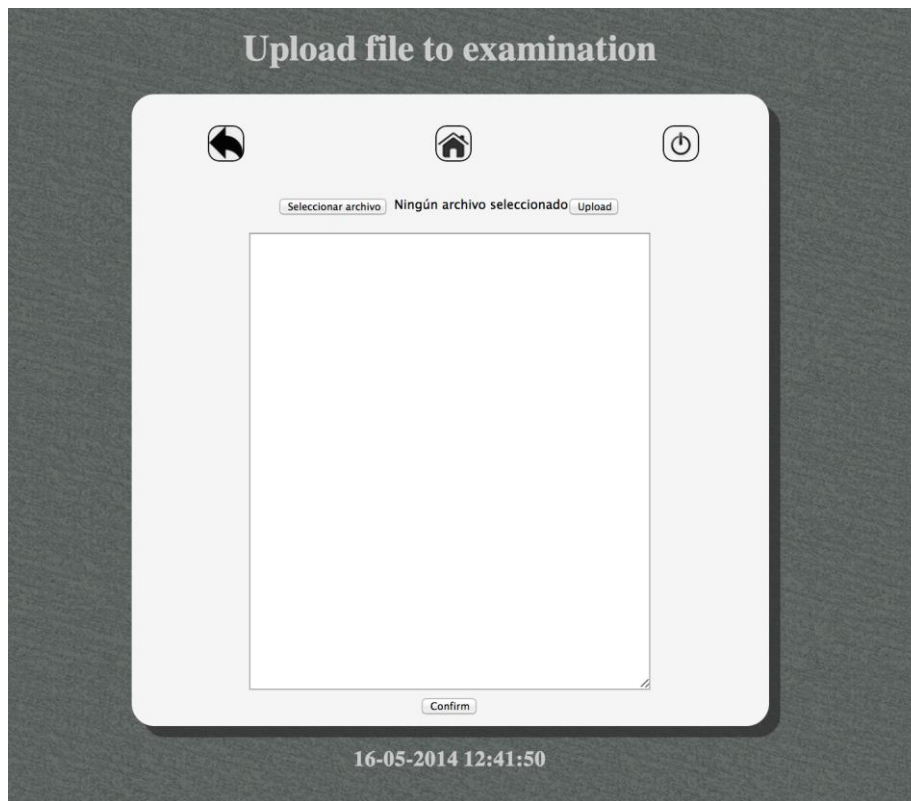 Upload file to examination
Seleccionar archivo Ningún archivo seleccionado Upload
Confirm
16-05-2014 12:41:50